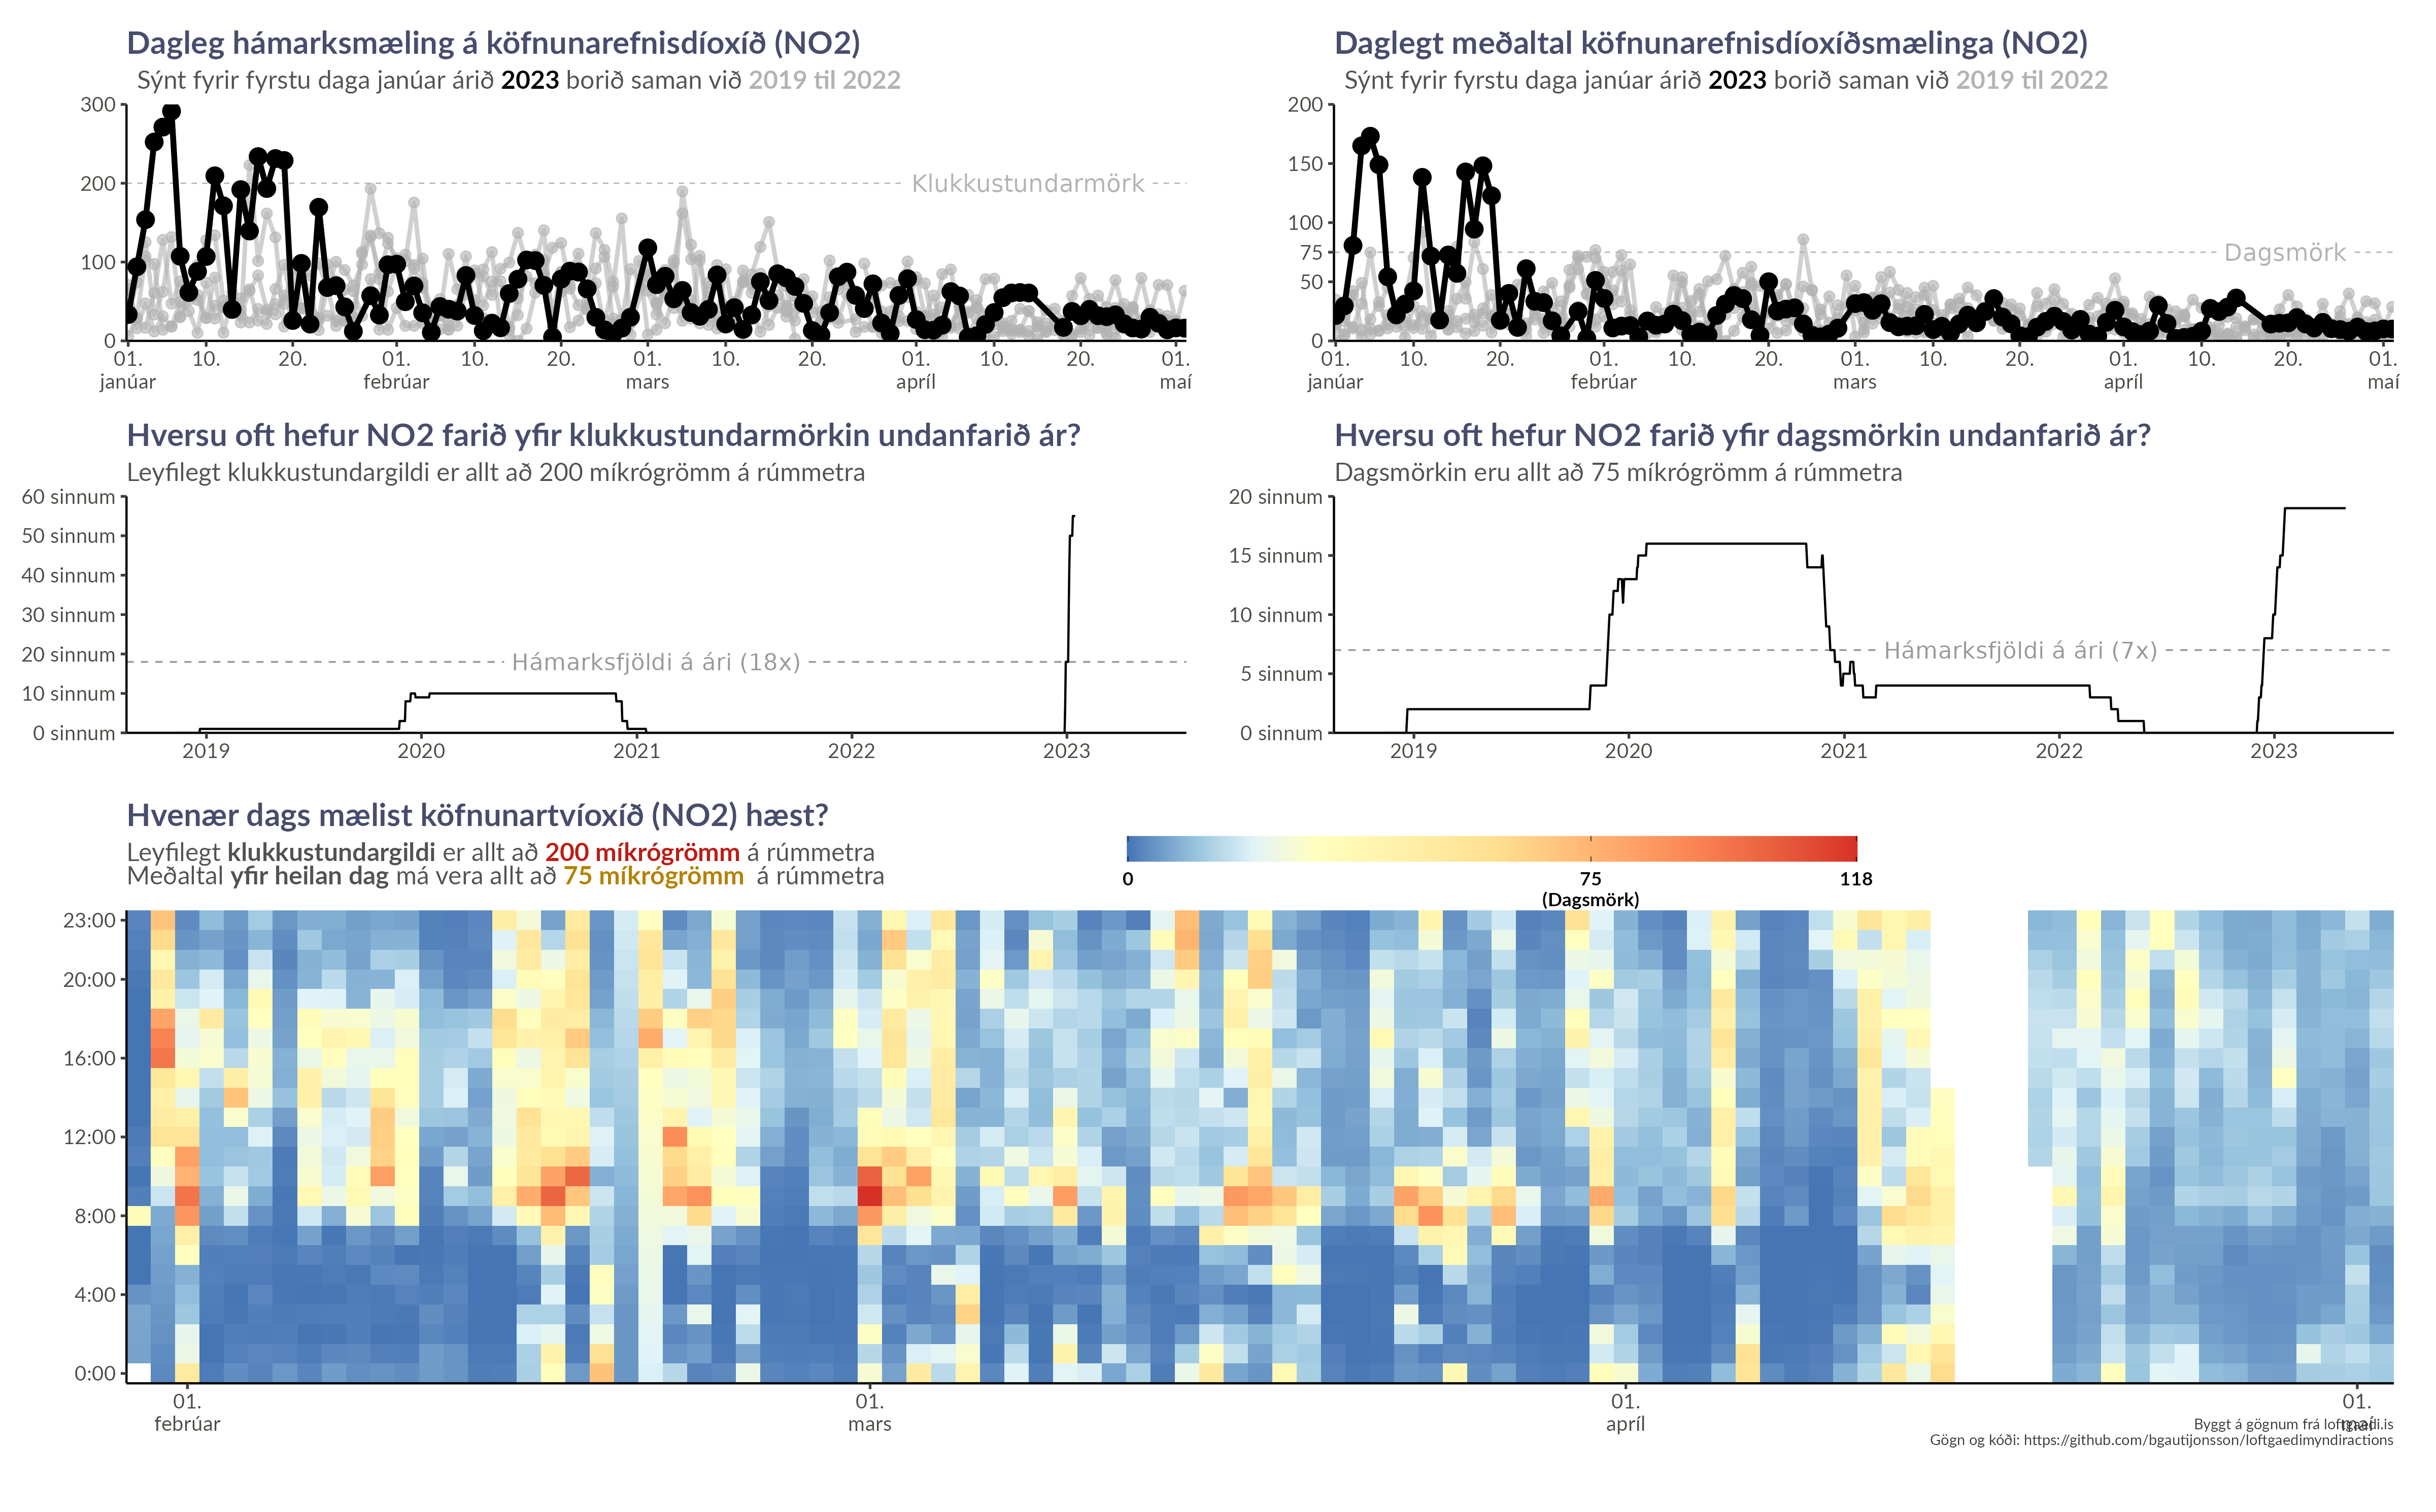 Dagleg hámarksmæling á köfnunarefnisdíoxíð (NO2)
Sýnt fyrir fyrstu daga janúar árið 2023 borið saman við 2019 til 2022
300
200
100
0
Klukkustundarmörk
01. 10. 20. 01. 10. 20. 01. 10. 20. 01. 10. 20. 01.
janúar febrúar mars apríl maí
Daglegt meðaltal köfnunarefnisdíoxíðsmælinga (NO2)
Sýnt fyrir fyrstu daga janúar árið 2023 borið saman við 2019 til 2022
200
150
100
75
50
0
Dagsmörk
01. 10. 20. 01. 10. 20. 01. 10. 20. 01. 10. 20. 01.
janúar febrúar mars apríl maí
Hversu oft hefur NO2 farið yfir klukkustundarmörkin undanfarið ár?
Leyfilegt klukkustundargildi er allt að 200 míkrógrömm á rúmmetra
60 sinnum
50 sinnum
40 sinnum
30 sinnum
20 sinnum
10 sinnum
0 sinnum
Hámarksfjöldi á ári (18x)
2019 2020 2021 2022 2023
Hversu oft hefur NO2 farið yfir dagsmörkin undanfarið ár?
Dagsmörkin eru allt að 75 míkrógrömm á rúmmetra
20 sinnum
15 sinnum
10 sinnum
5 sinnum
0 sinnum
Hámarksfjöldi á ári (7x)
2019 2020 2021 2022 2023
Hvenær dags mælist köfnunartvíoxíð (NO2) hæst?
Leyfilegt klukkustundargildi er allt að 200 míkrógrömm á rúmmetra
Meðaltal yfir heilan dag má vera allt að 75 míkrógrömm á rúmmetra
0 75 118
(Dagsmörk)
23:00
20:00
16:00
12:00
8:00
4:00
0:00
01. 01. 01. 01.
febrúar mars apríl maí
Byggt á gögnum frá loftgaedi.is
Gögn og kóði: https://github.com/bgautijonsson/loftgaedimyndiractions